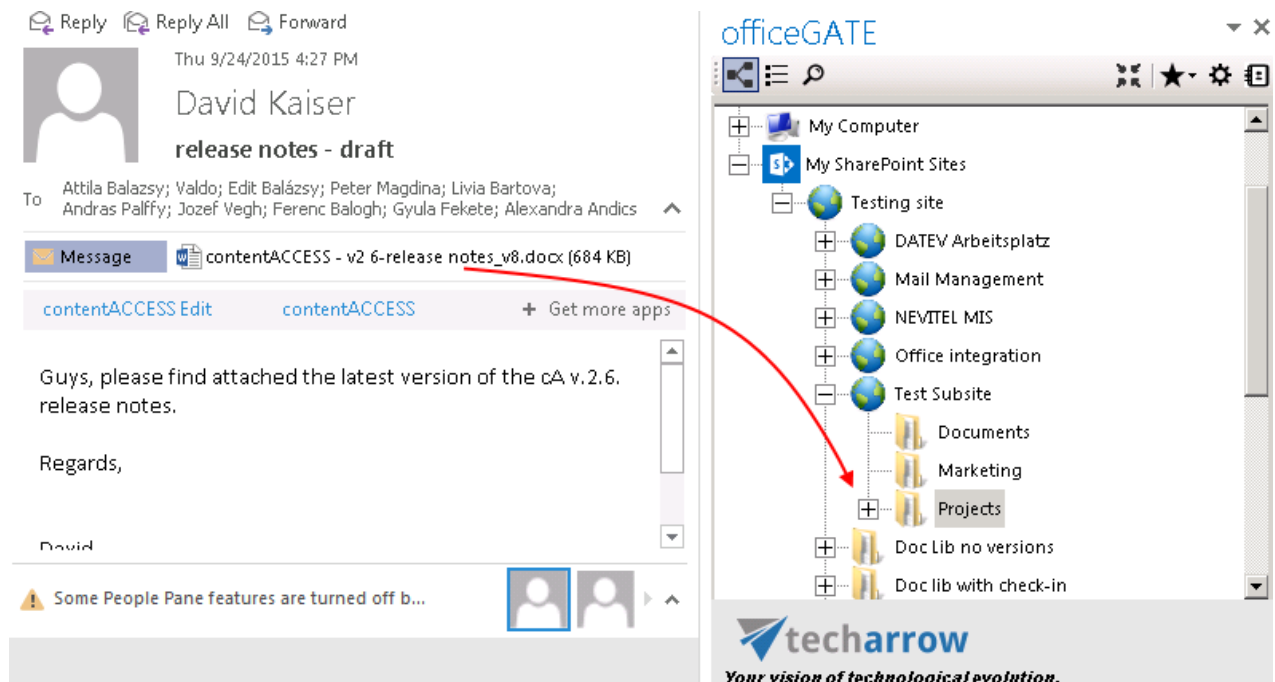 Reply Reply All Forward
Thu 9/24/2015 4:27 PM
David Kaiser
release notes - draft
To Attila Balazsy; Valdo; Edit Balázsy; Peter Magdina; Livia Bartova;
Andras Palffy; Jozef Vegh; Ferenc Balogh; Gyula Fekete; Alexandra Andics
Message contentACCESS - v2 6-release notes_v8.docx (684 KB)
contentACCESS Edit contentACCESS + Get more apps
Guys, please find attached the latest version of the cA v.2.6.
release notes.
Regards,
David
Some People Pane features are turned off b...
officeGATE
My Computer
My SharePoint Sites
Testing site
DATEV Arbeitsplatz
Mail Management
NEVITEL MIS
Office integration
Test Subsite
Documents
Marketing
Projects
Doc Lib no versions
Doc lib with check-in
techarrow
Your vision of technological evolution.